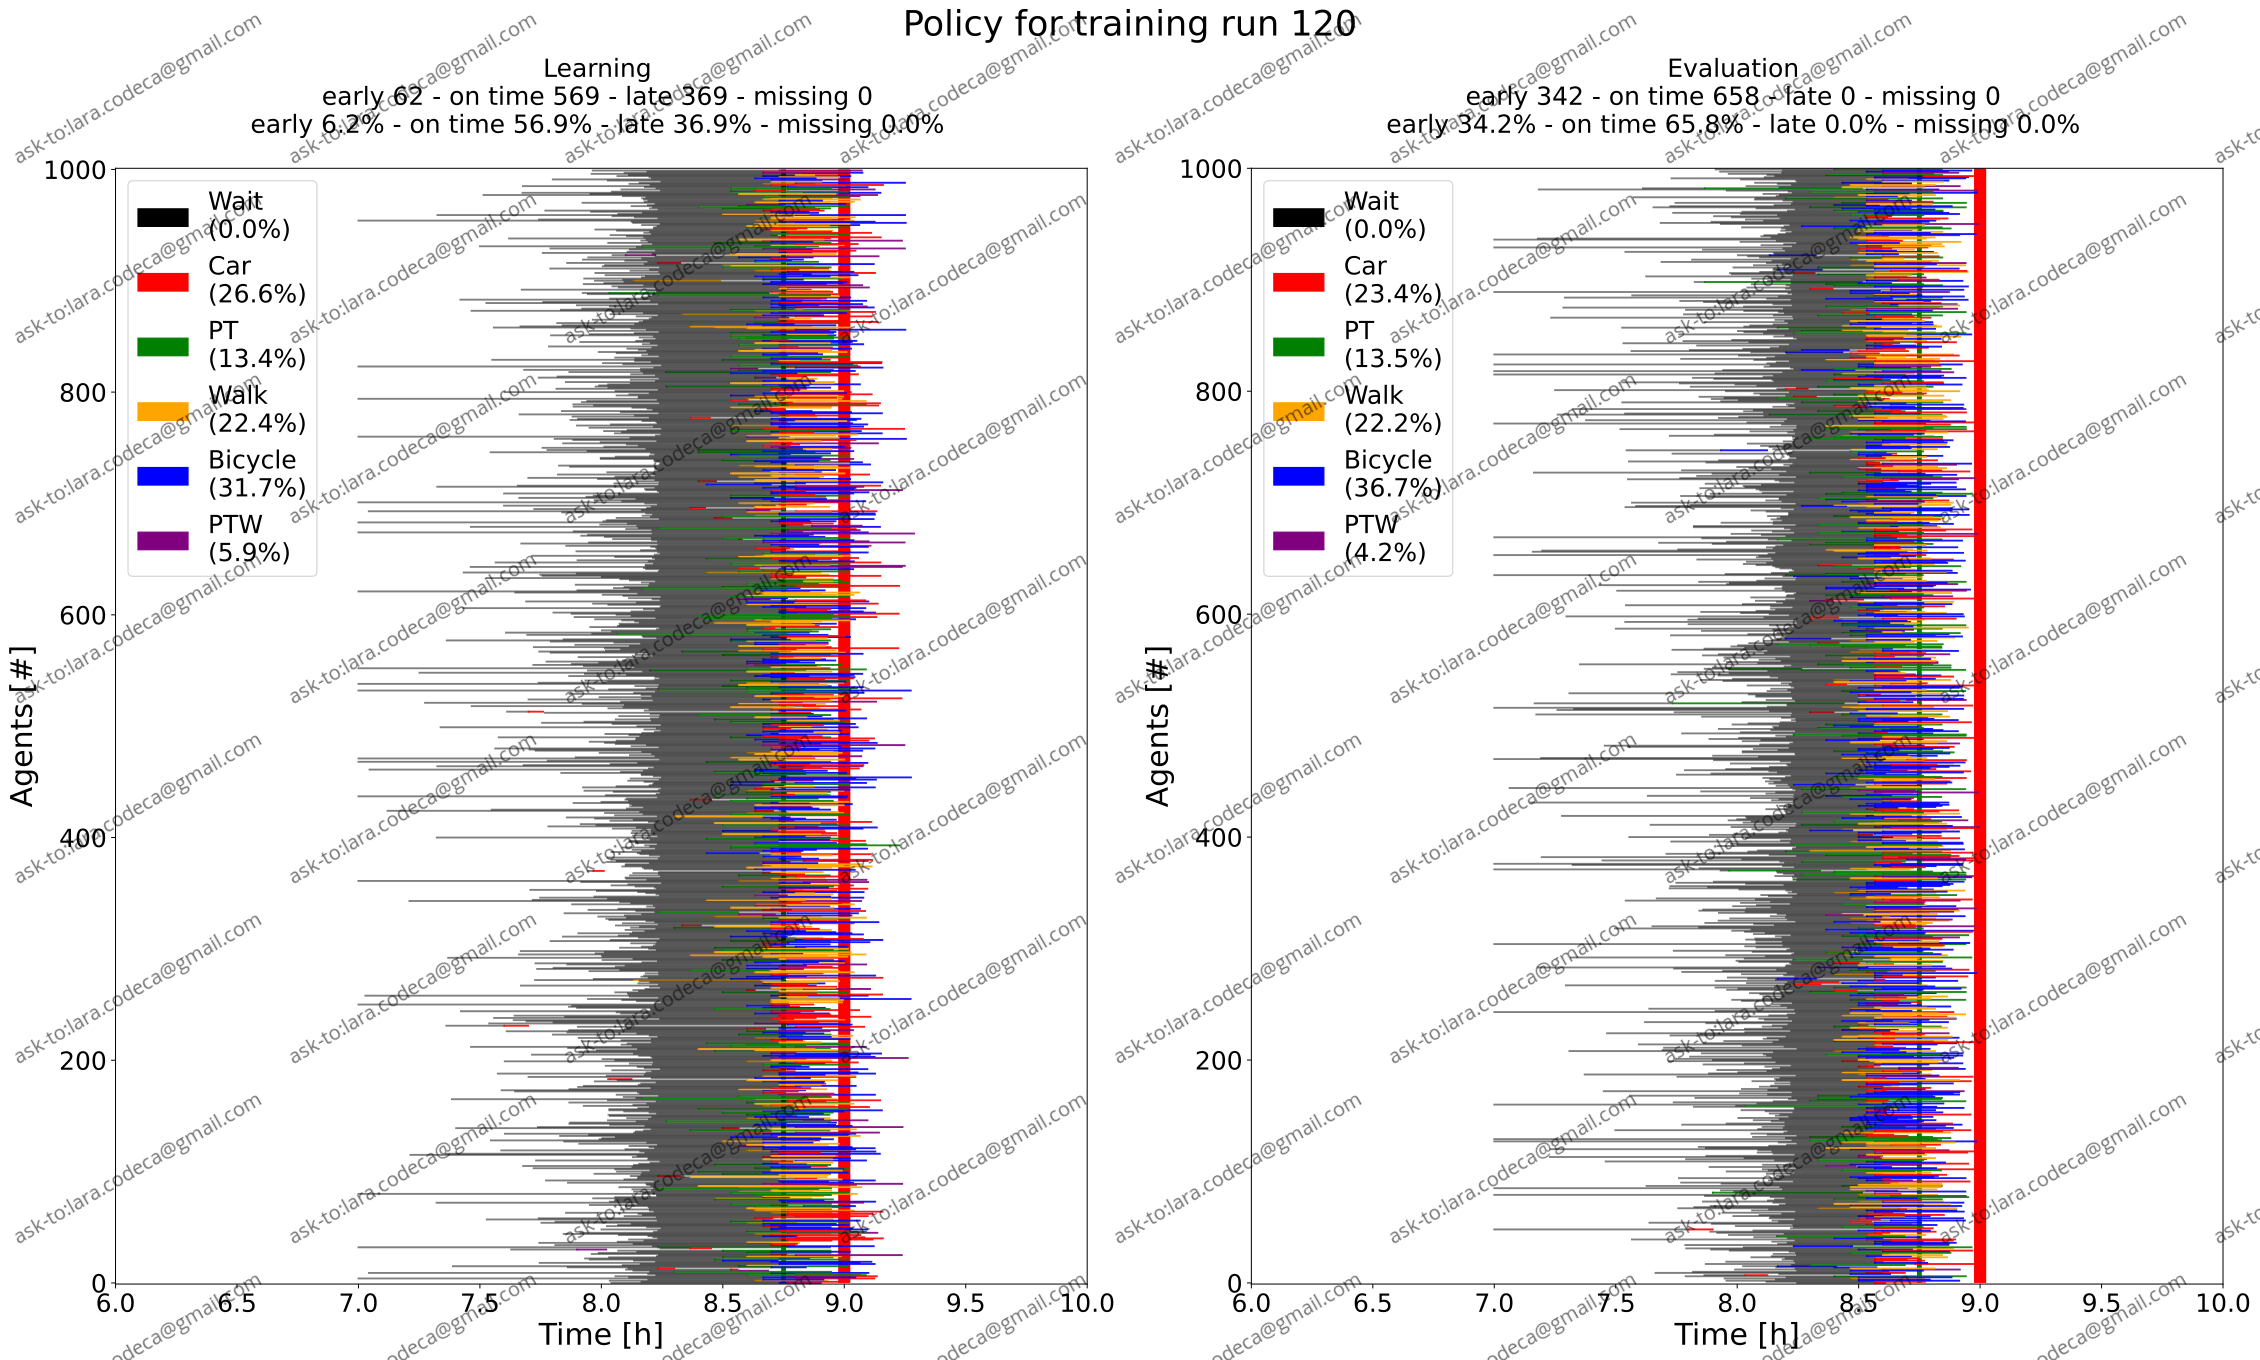 Policy for training run 120
Learning
early 62 - on time 569 - late 369 - missing 0
early 6.2% - on time 56.9% - late 36.9% - missing 0.0%
1000
800
600
400
200
0
Agents [#]
Wait
(0.0%)
Car
(26.6%)
PT
(13.4%)
Walk
(22.4%)
Bicycle
(31.7%)
PTW
(5.9%)
6.0 6.5 7.0 7.5 8.0 8.5 9.0 9.5 10.0
Time [h]
Evaluation
early 342 - on time 658 - late 0 - missing 0
early 34.2% - on time 65.8% - late 0.0% - missing 0.0%
1000
800
600
400
200
0
Agents [#]
Wait
(0.0%)
Car
(23.4%)
PT
(13.5%)
Walk
(22.2%)
Bicycle
(36.7%)
PTW
(4.2%)
6.0 6.5 7.0 7.5 8.0 8.5 9.0 9.5 10.0
Time [h]
ask-to:lara.codeca@gmail.com